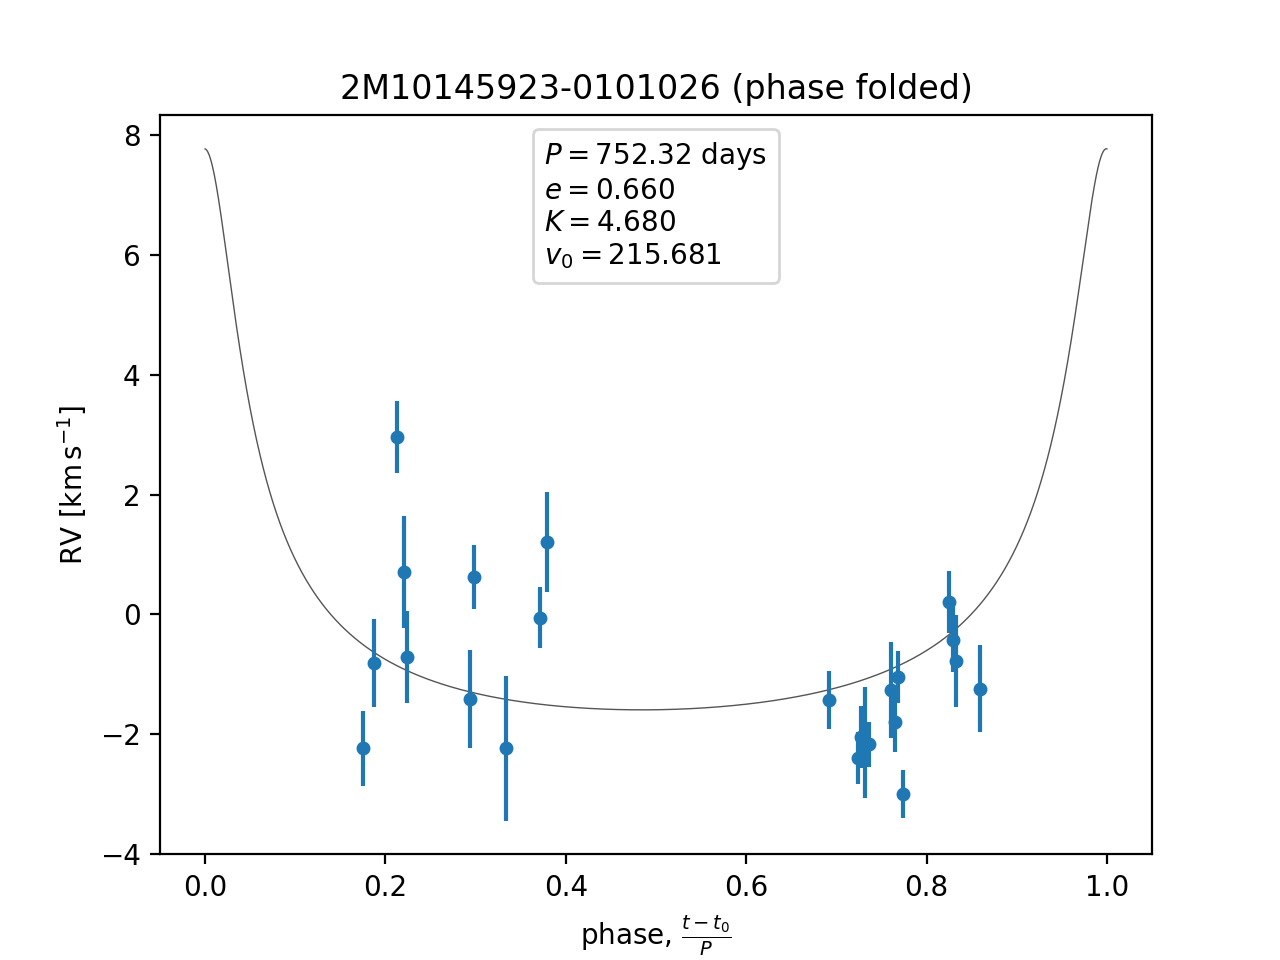 2M10145923-0101026 (phase folded)
P = 752.32 days
e = 0.660
K = 4.680
v₀ = 215.681
8
6
4
2
0
−2
−4
RV [km s⁻¹]
0.0 0.2 0.4 0.6 0.8 1.0
phase, (t − t₀)/P